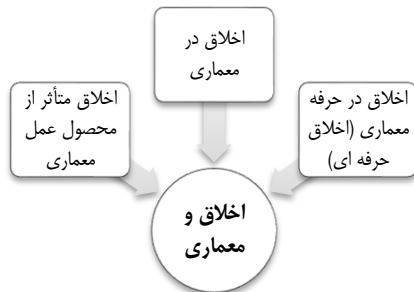 اخلاق در
معماری
اخلاق در حرفه
معماری (اخلاق
حرفه ای)
اخلاق متأثر از
محصول عمل
معماری
اخلاق و
معماری